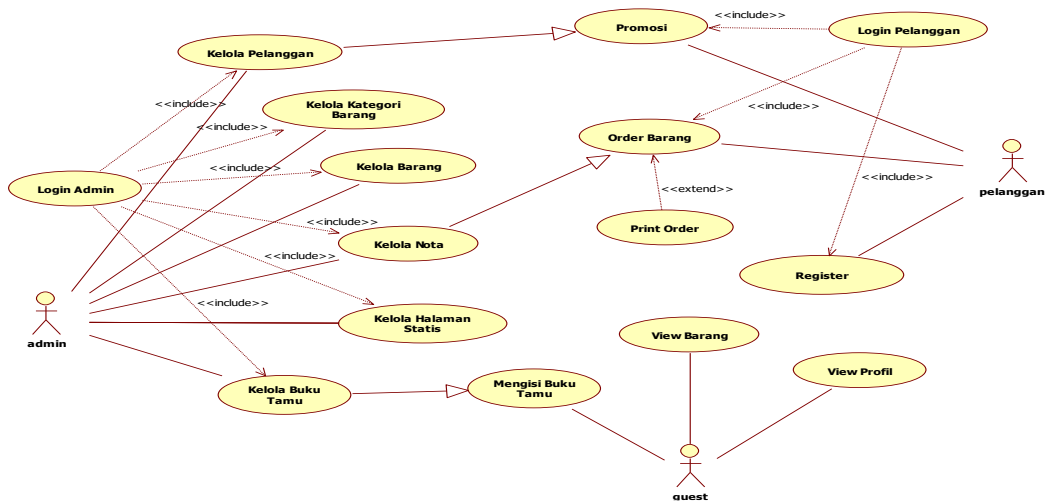 <<include>>
Promosi
Login Pelanggan
Kelola Pelanggan
<<include>>
<<include>>
Kelola Kategori
Barang
<<include>>
<<include>>
Order Barang
Kelola Barang
<<include>>
Login Admin
<<include>>
pelanggan
<<extend>>
<<include>>
Print Order
Kelola Nota
<<include>>
Register
<<include>>
Kelola Halaman
Statis
View Barang
admin
View Profil
Kelola Buku
Tamu
Mengisi Buku
Tamu
guest